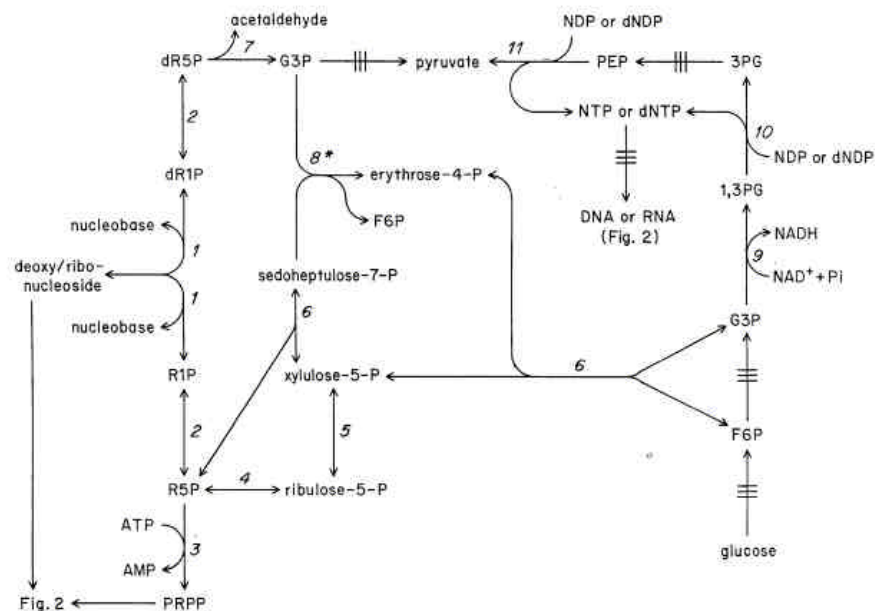 acetaldehyde
NDP or dNDP
7
11
dR5P
G3P
pyruvate
PEP
3PG
2
NTP or dNTP
10
8*
NDP or dNDP
dR1P
erythrose-4-P
1,3PG
nucleobase
F6P
DNA or RNA
(Fig. 2)
NADH
1
9
deoxy/ribo-
nucleoside
sedoheptulose-7-P
NAD⁺+Pi
1
6
nucleobase
G3P
R1P
xylulose-5-P
6
2
5
F6P
4
R5P
ribulose-5-P
ATP
3
glucose
AMP
Fig. 2
PRPP